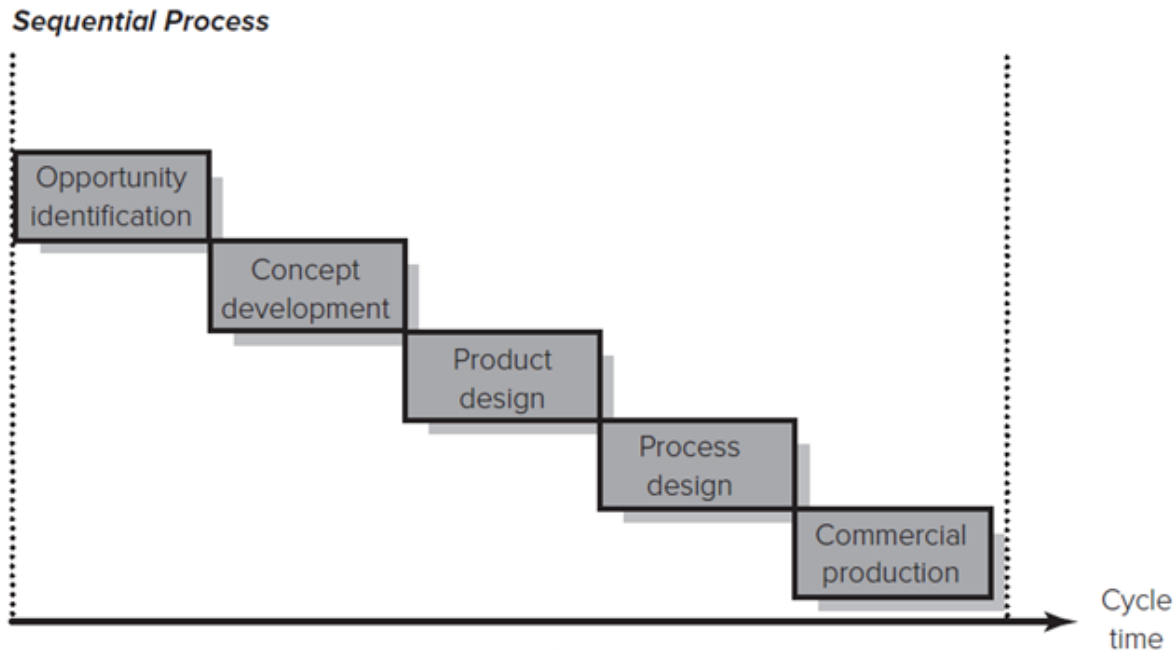 Sequential Process
Opportunity
identification
Concept
development
Product
design
Process
design
Commercial
production
Cycle
time